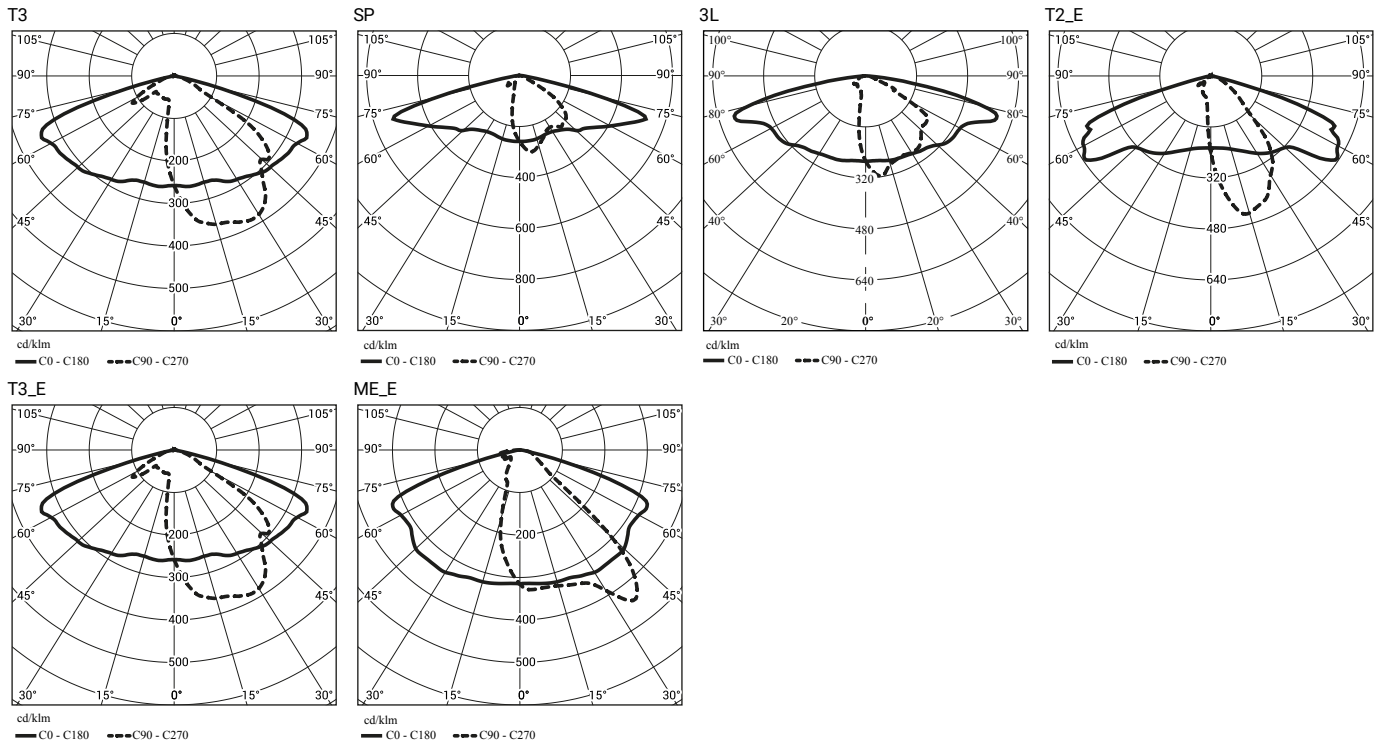 T3 SP 3L T2_E
105° 105° 105° 105° 100° 100° 105° 105°
90° 90° 90° 90° 90° 90° 90° 90°
75° 75° 75° 75° 80° 80° 75° 75°
60° 200 60° 60° 400 60° 60° 320 60° 60° 320 60°
300
45° 45° 45° 600 45° 40° 480 40° 45° 480 45°
400
500 800 640 640
30° 15° 0° 15° 30° 30° 15° 0° 15° 30° 30° 20° 0° 20° 30° 30° 15° 0° 15° 30°
cd/klm cd/klm cd/klm cd/klm
C0 - C180 C90 - C270 C0 - C180 C90 - C270 C0 - C180 C90 - C270 C0 - C180 C90 - C270
T3_E ME_E
105° 105° 105° 105°
90° 90° 90° 90°
75° 75° 75° 75°
60° 200 60° 60° 200 60°
300
45° 45° 45° 45°
400 400
500 500
30° 15° 0° 15° 30° 30° 15° 0° 15° 30°
cd/klm cd/klm
C0 - C180 C90 - C270 C0 - C180 C90 - C270